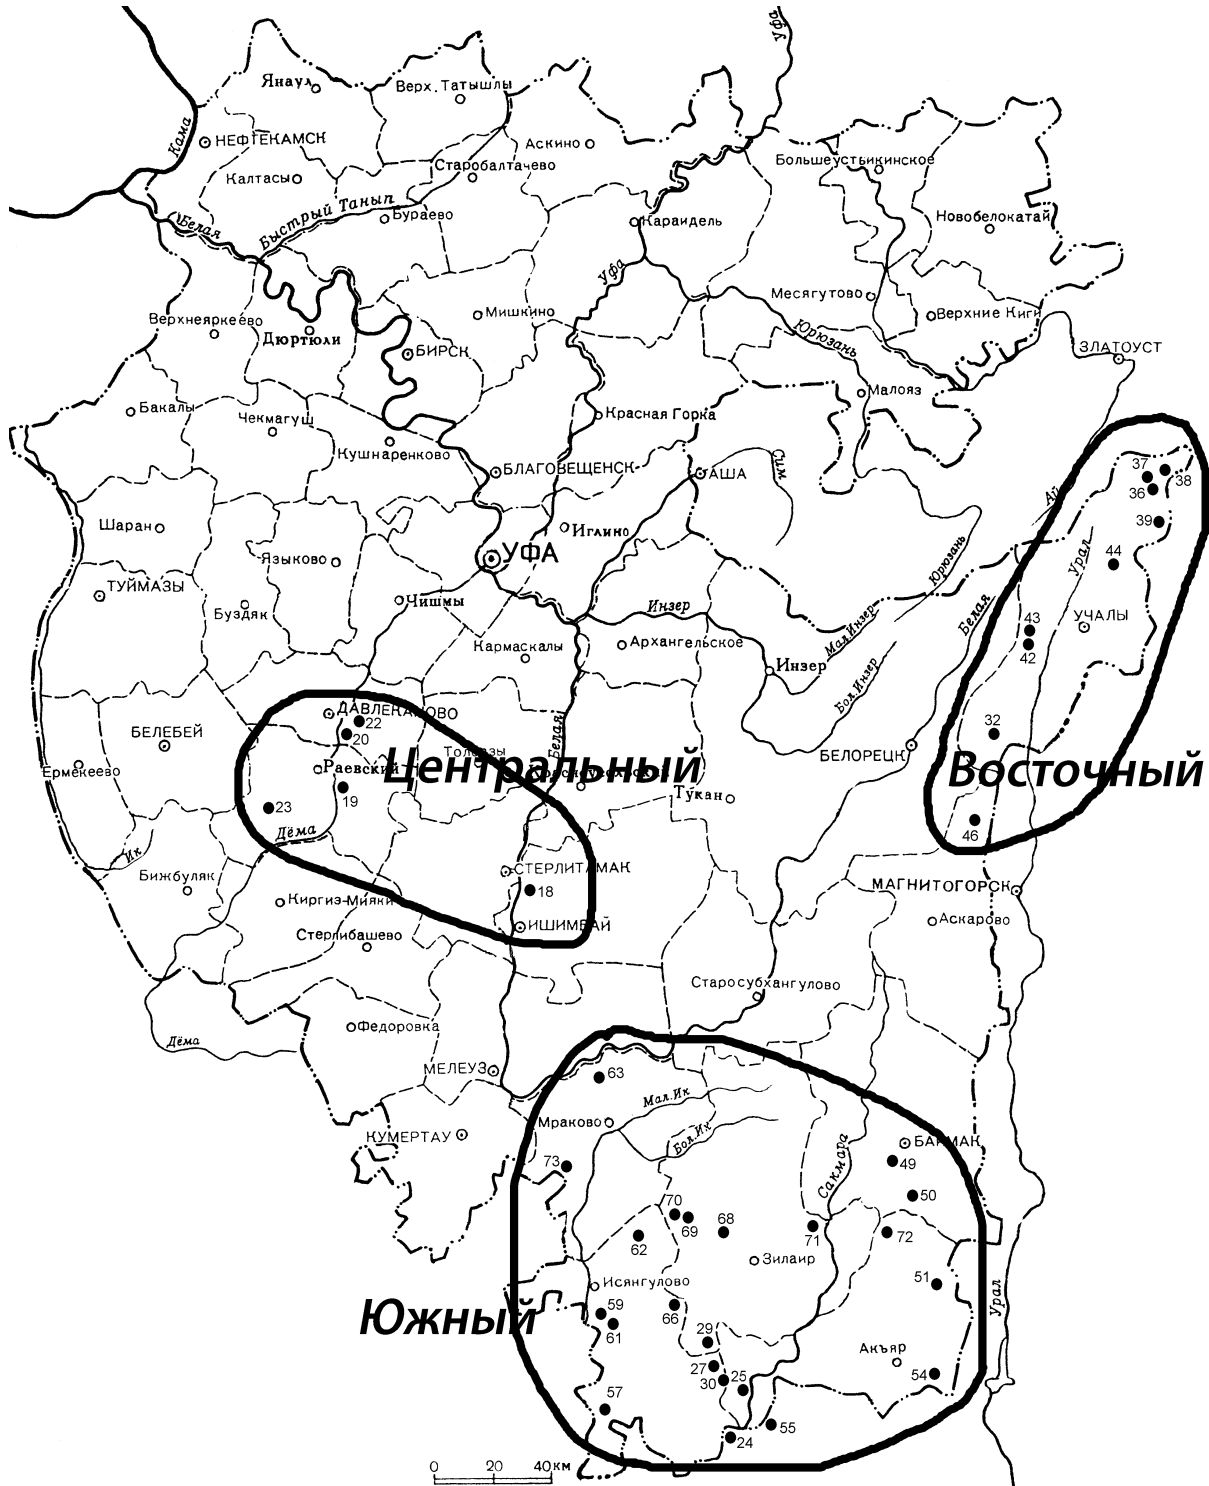 Уфа
Янаул
Верх. Татышлы
Кама
НЕФТЕКАМСК
Аскино
Старобалтачево
Большеустьикинское
Калтасы
Быстрый Танып
Бураево
Белая
Караидель
Новобелокатай
Уфа
Месягутово
Верхнеяркеево
Дюртюли
Мишкино
Верхние Киги
Юрюзань
БИРСК
ЗЛАТОУСТ
Малояз
Бакалы
Чекмагуш
Красная Горка
Кушнаренково
БЛАГОВЕЩЕНСК
АША
Сим
37
38
36
Ай
Шаран
Иглино
39
УФА
Языково
44
Урал
Юрюзань
ТУЙМАЗЫ
Буздяк
Чишмы
Инзер
Белая
УЧАЛЫ
43
42
Мал.Инзер
Архангельское
Кармаскалы
Инзер
Бол.Инзер
ДАВЛЕКАНОВО
22
20
32
БЕЛЕБЕЙ
Белая
БЕЛОРЕЦК
Толбазы
Ермекеево
Раевский
Центральный
Восточный
Тукан
19
23
Дёма
46
Ик
СТЕРЛИТАМАК
Бижбуляк
18
МАГНИТОГОРСК
Киргиз-Мияки
Аскарово
ИШИМБАЙ
Стерлибашево
Старосубхангулово
Федоровка
Дёма
МЕЛЕУЗ
63
Мал.Ик
Мраково
КУМЕРТАУ
Бол.Ик
БАЙМАК
73
49
Сакмара
50
70
69
68
62
71
72
Зилаир
Исянгулово
51
Урал
59
66
61
Южный
29
Акъяр
27
30
25
54
57
55
24
0 20 40км